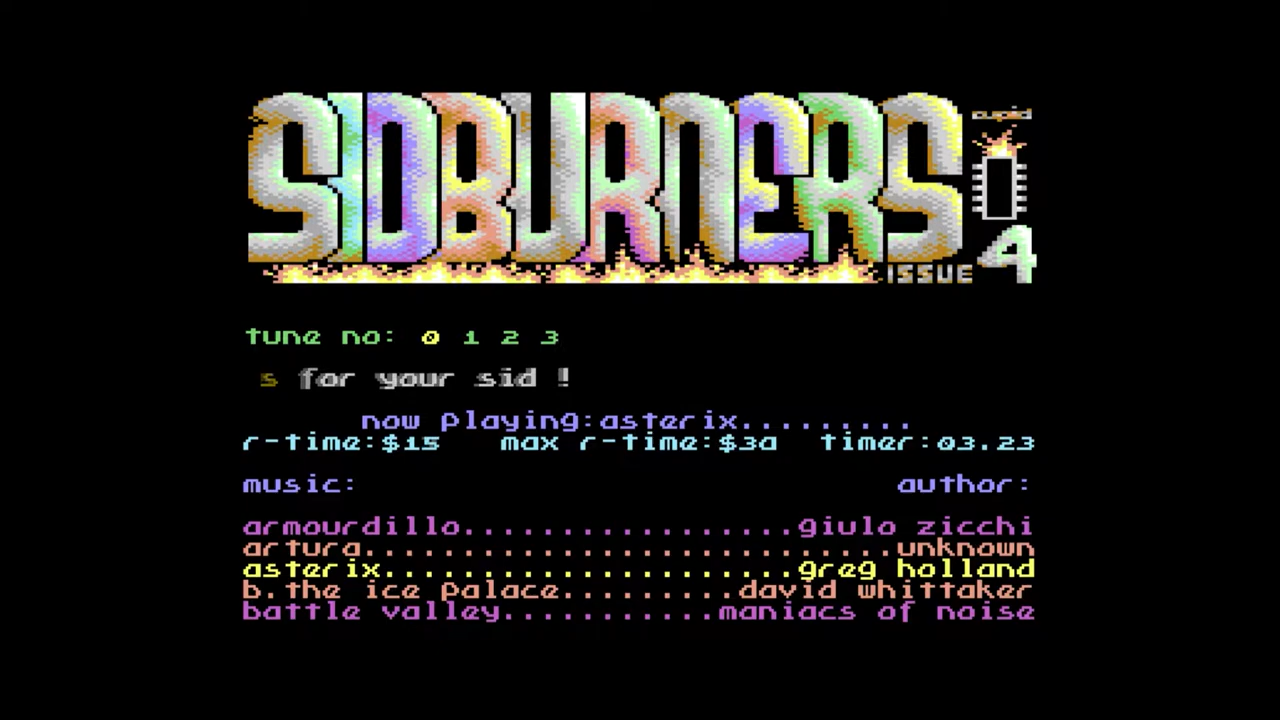 SIDBURNERS
cupid
ISSUE 4
tune no: 0 1 2 3
s for your sid !
now playing:asterix.........
r-time:$15 max r-time:$3a timer:03.23
music: author:
armourdillo.................giulo zicchi
artura...........................unknown
asterix.....................greg holland
b.the ice palace.........david whittaker
battle valley...........maniacs of noise